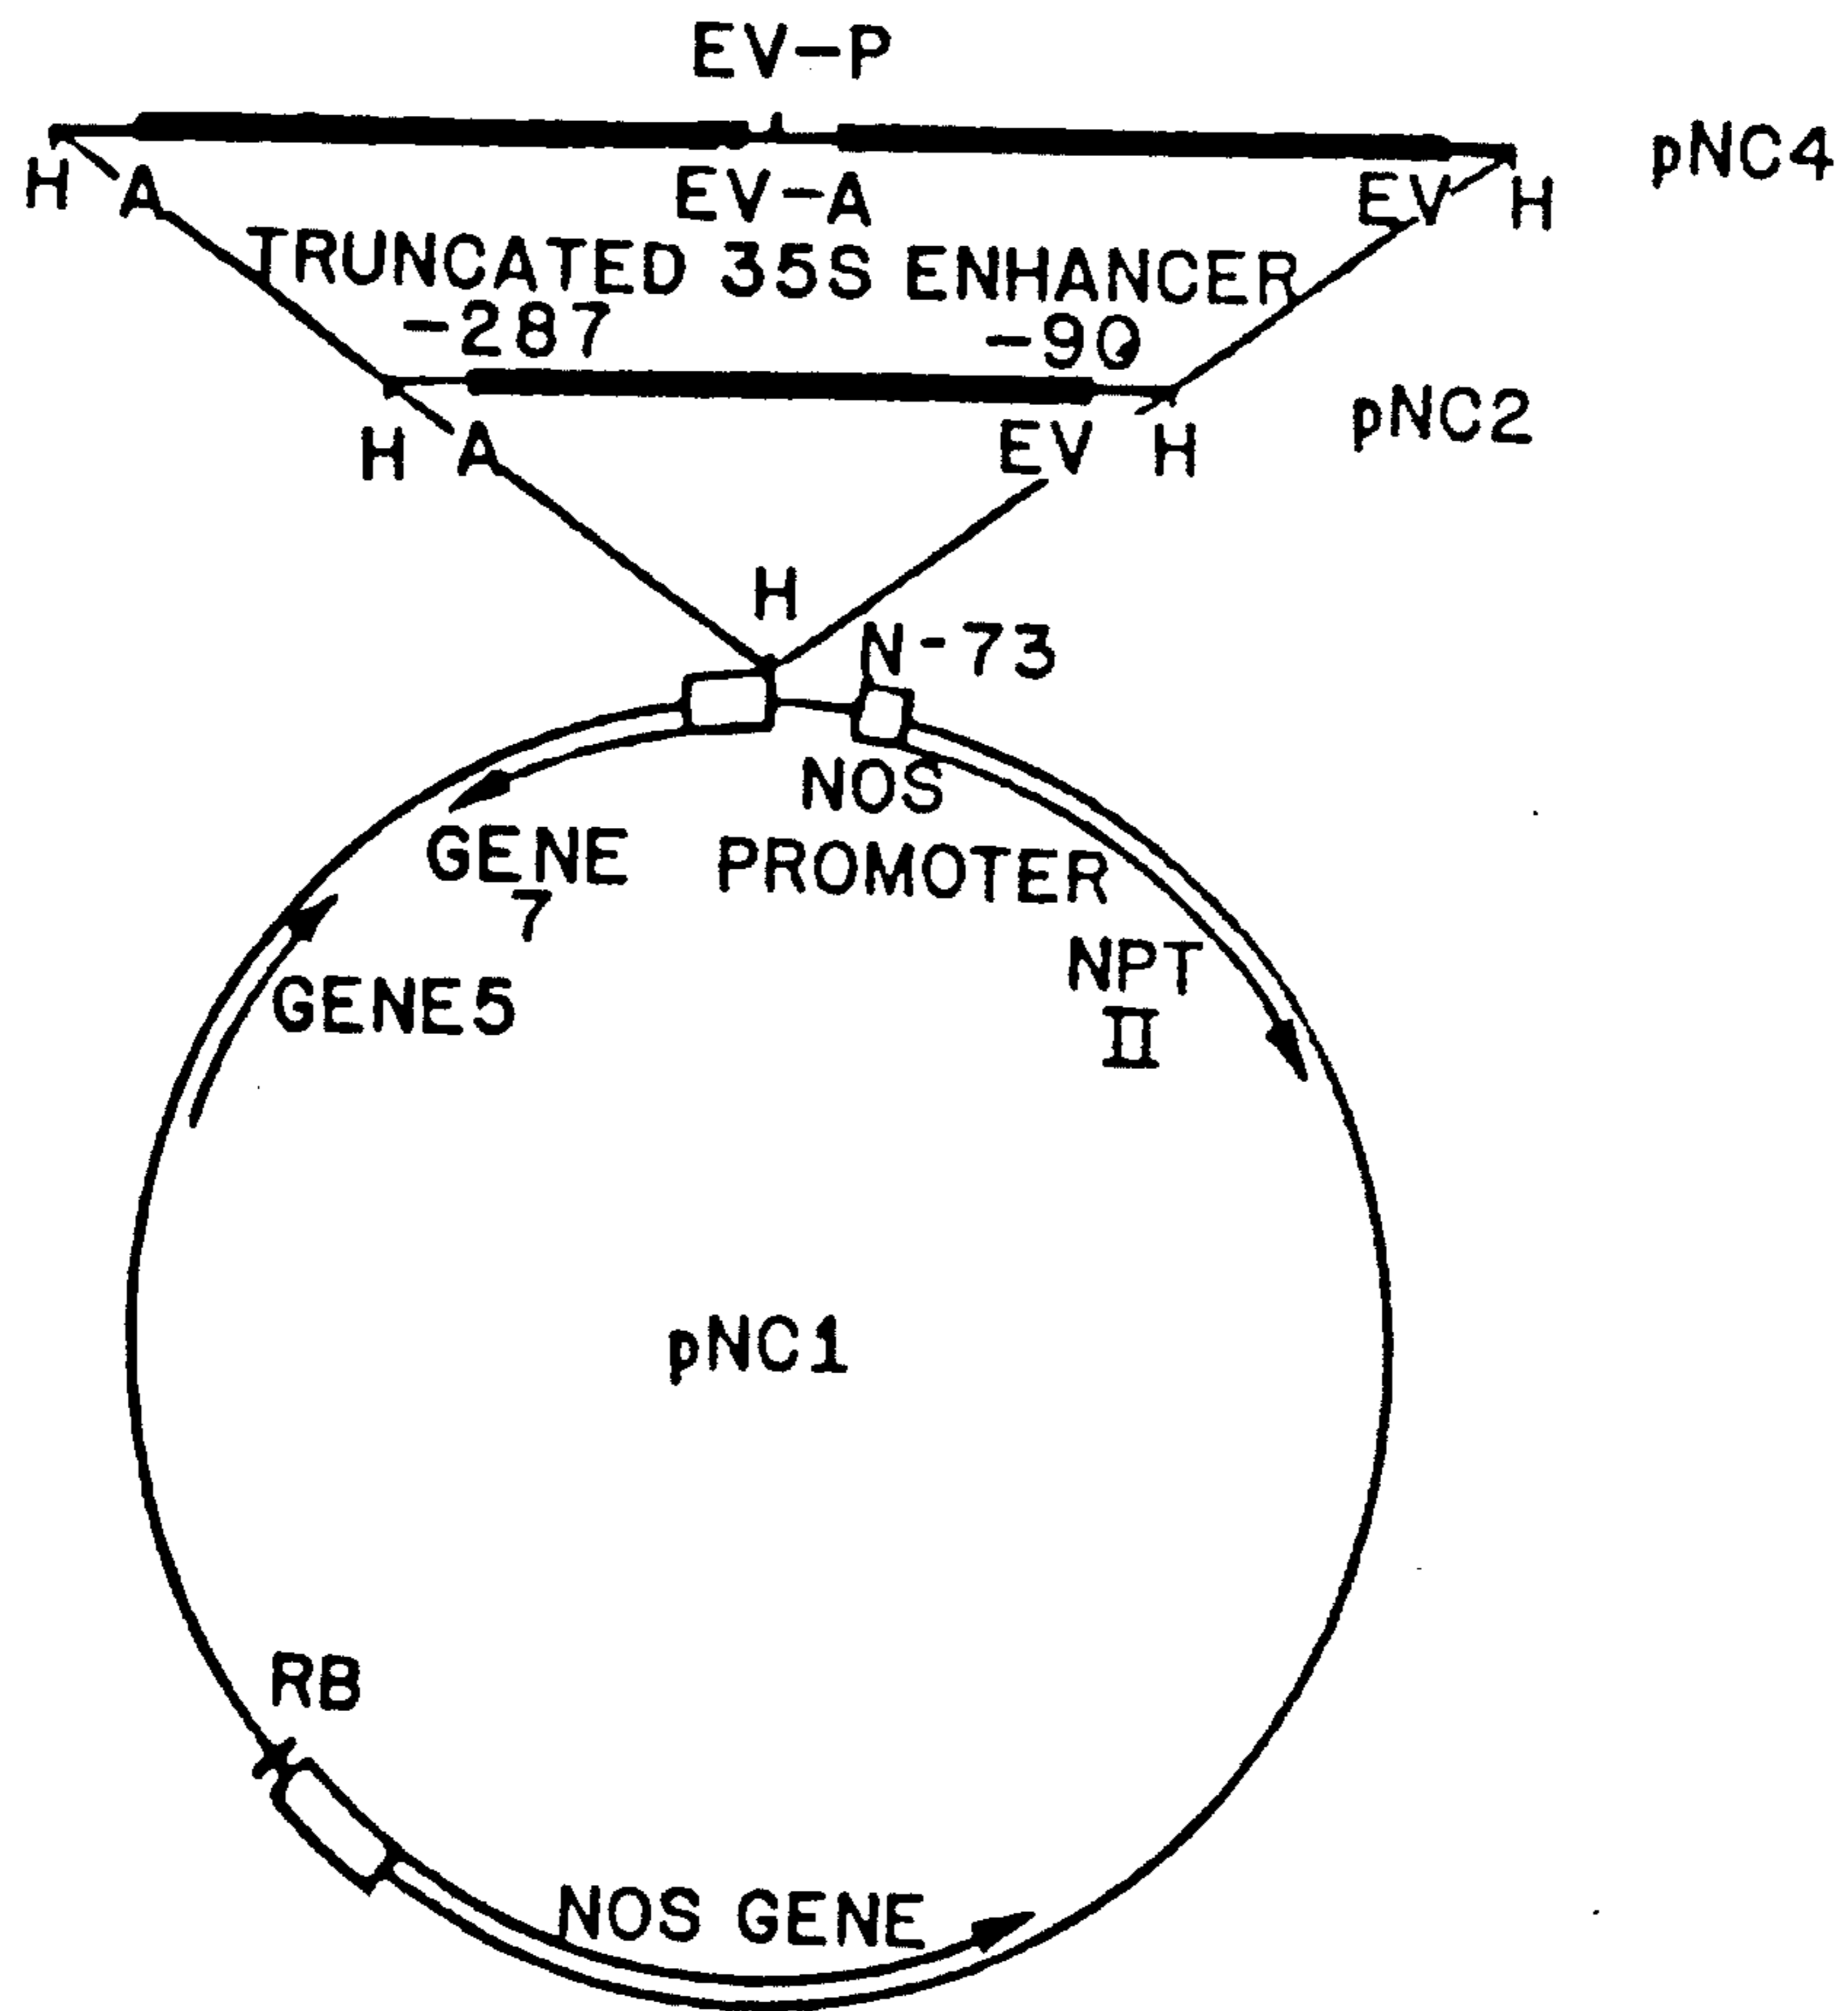 EV-P
pNC4
H A EV-A EV H
TRUNCATED 35S ENHANCER
-287 -90
pNC2
H A EV H
H
N-73
NOS
PROMOTER
GENE
7
GENE5
NPT
II
pNC1
RB
NOS GENE